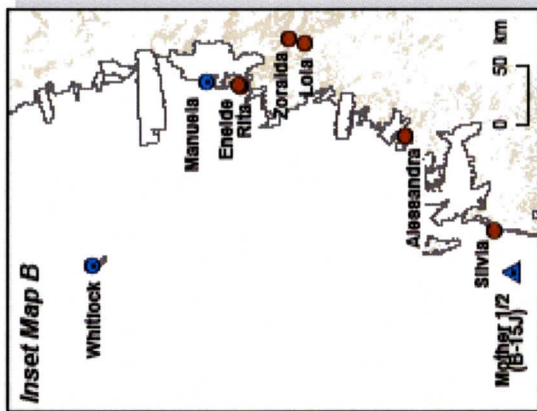 Inset Map B
Whitlock
Manuela
Eneide
Rita
Zoraida
Lola
0 50 km
Alessandra
Silvia
Mother 1/2
(B-15J)